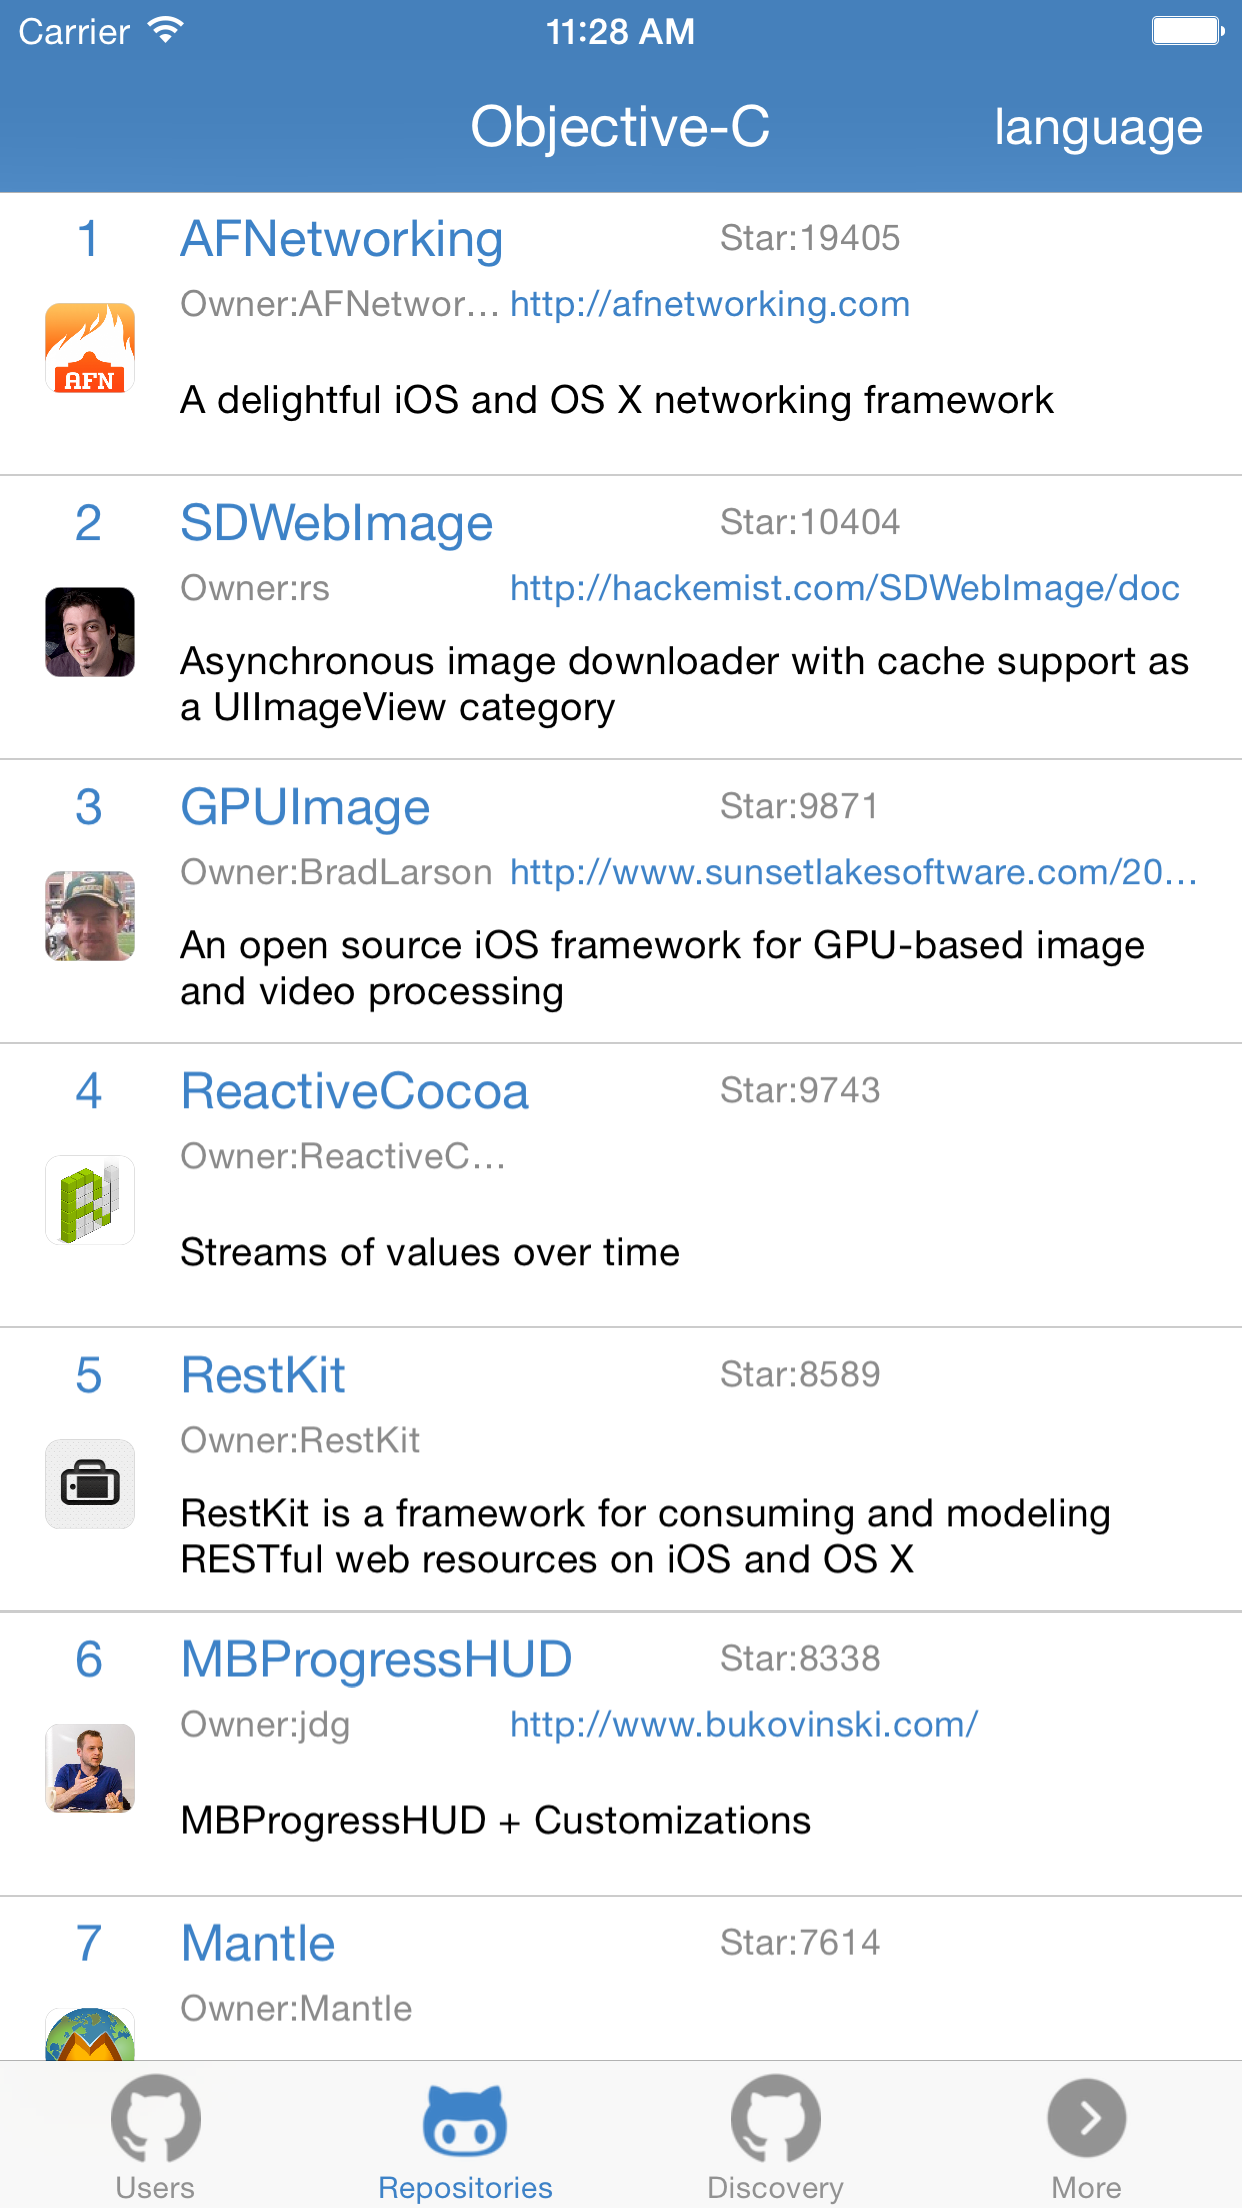 Carrier 11:28 AM
Objective-C language
1 AFNetworking Star:19405
Owner:AFNetwor... http://afnetworking.com
AFN
A delightful iOS and OS X networking framework
2 SDWebImage Star:10404
Owner:rs http://hackemist.com/SDWebImage/doc
Asynchronous image downloader with cache support as
a UIImageView category
3 GPUImage Star:9871
Owner:BradLarson http://www.sunsetlakesoftware.com/20...
An open source iOS framework for GPU-based image
and video processing
4 ReactiveCocoa Star:9743
Owner:ReactiveC...
Streams of values over time
5 RestKit Star:8589
Owner:RestKit
RestKit is a framework for consuming and modeling
RESTful web resources on iOS and OS X
6 MBProgressHUD Star:8338
Owner:jdg http://www.bukovinski.com/
MBProgressHUD + Customizations
7 Mantle Star:7614
Owner:Mantle
Users Repositories Discovery More